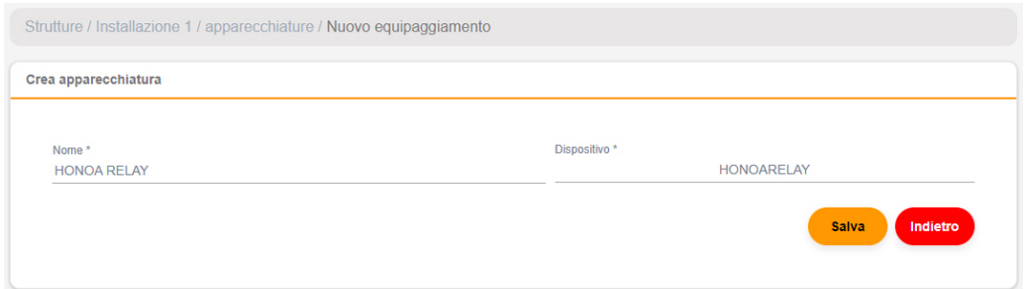 Strutture / Installazione 1 / apparecchiature / Nuovo equipaggiamento
Crea apparecchiatura
Nome *
Dispositivo *
HONOA RELAY
HONOARELAY
Salva
Indietro